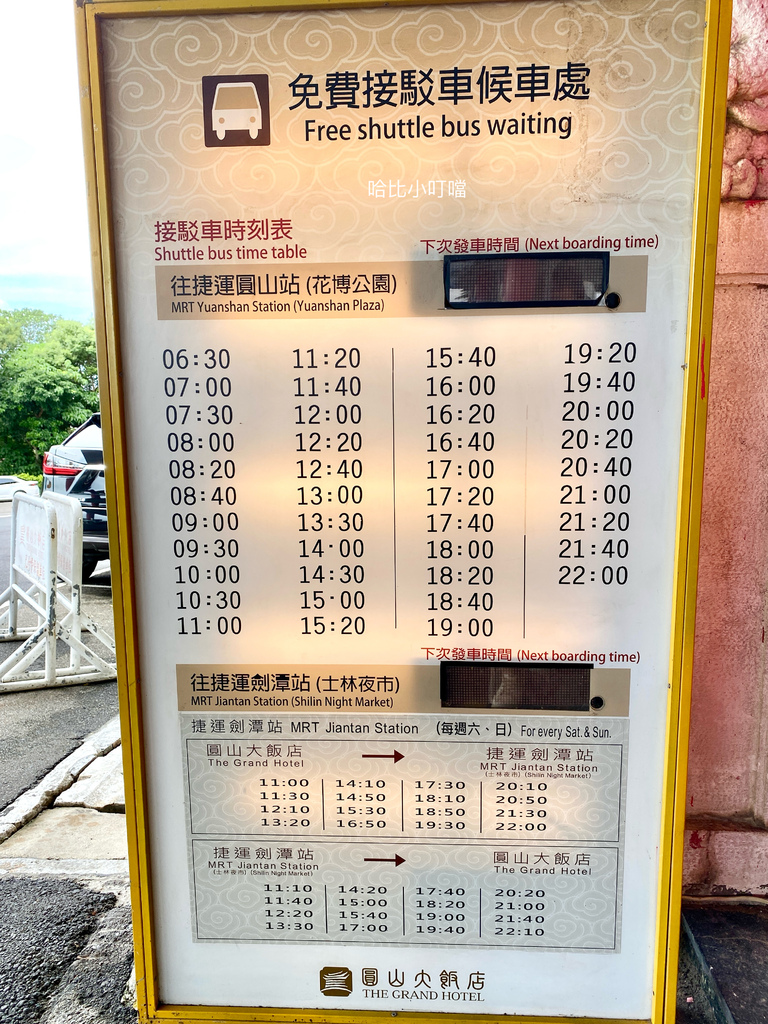 免費接駁車候車處
Free shuttle bus waiting
哈比小叮噹
接駁車時刻表
Shuttle bus time table
下次發車時間 (Next boarding time)
往捷運圓山站 (花博公園)
MRT Yuanshan Station (Yuanshan Plaza)
06:30 11:20 15:40 19:20
07:00 11:40 16:00 19:40
07:30 12:00 16:20 20:00
08:00 12:20 16:40 20:20
08:20 12:40 17:00 20:40
08:40 13:00 17:20 21:00
09:00 13:30 17:40 21:20
09:30 14:00 18:00 21:40
10:00 14:30 18:20 22:00
10:30 15:00 18:40
11:00 15:20 19:00
下次發車時間 (Next boarding time)
往捷運劍潭站 (士林夜市)
MRT Jiantan Station (Shilin Night Market)
捷運劍潭站 MRT Jiantan Station (每週六、日) For every Sat. & Sun.
圓山大飯店 → 捷運劍潭站
The Grand Hotel MRT Jiantan Station
(士林夜市) (Shilin Night Market)
11:00 14:10 17:30 20:10
11:30 14:50 18:10 20:50
12:10 15:30 18:50 21:30
13:20 16:50 19:30 22:00
捷運劍潭站 → 圓山大飯店
MRT Jiantan Station The Grand Hotel
(士林夜市) (Shilin Night Market)
11:10 14:20 17:40 20:20
11:40 15:00 18:20 21:00
12:20 15:40 19:00 21:40
13:30 17:00 19:40 22:10
圓山大飯店
THE GRAND HOTEL